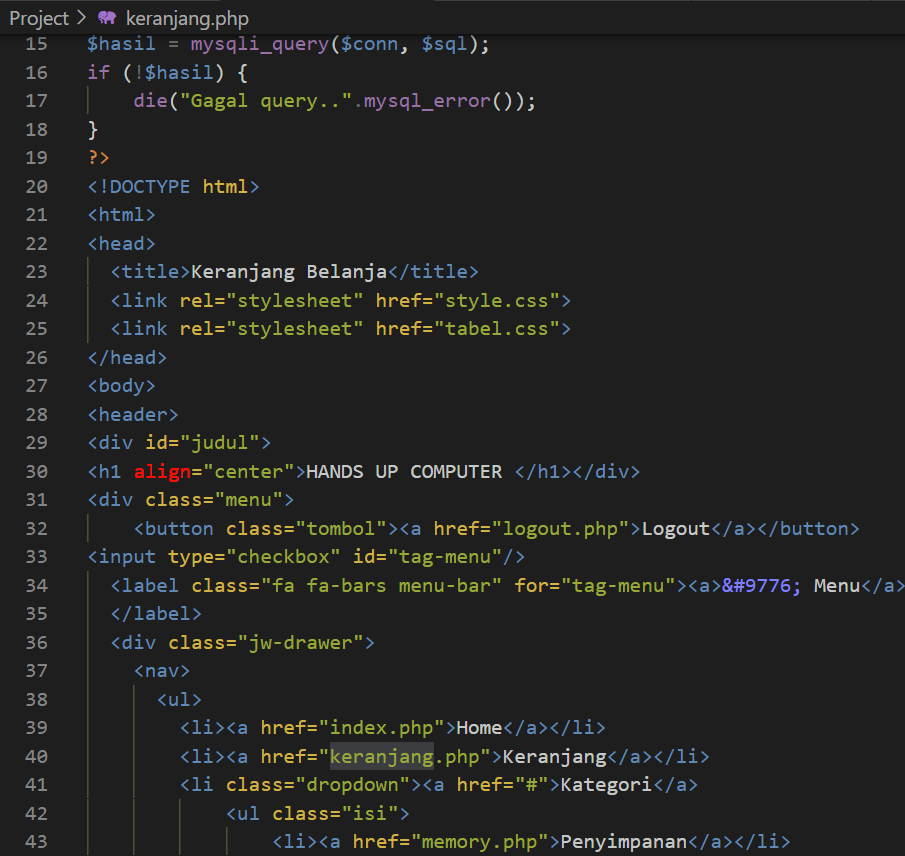 Project > keranjang.php
15 $hasil = mysqli_query($conn, $sql);
16 if (!$hasil) {
17     die("Gagal query..".mysql_error());
18 }
19 ?>
20 <!DOCTYPE html>
21 <html>
22 <head>
23   <title>Keranjang Belanja</title>
24   <link rel="stylesheet" href="style.css">
25   <link rel="stylesheet" href="tabel.css">
26 </head>
27 <body>
28 <header>
29 <div id="judul">
30 <h1 align="center">HANDS UP COMPUTER </h1></div>
31 <div class="menu">
32     <button class="tombol"><a href="logout.php">Logout</a></button>
33 <input type="checkbox" id="tag-menu"/>
34   <label class="fa fa-bars menu-bar" for="tag-menu"><a>&#9776; Menu</a>
35   </label>
36   <div class="jw-drawer">
37     <nav>
38       <ul>
39         <li><a href="index.php">Home</a></li>
40         <li><a href="keranjang.php">Keranjang</a></li>
41         <li class="dropdown"><a href="#">Kategori</a>
42             <ul class="isi">
43                 <li><a href="memory.php">Penyimpanan</a></li>